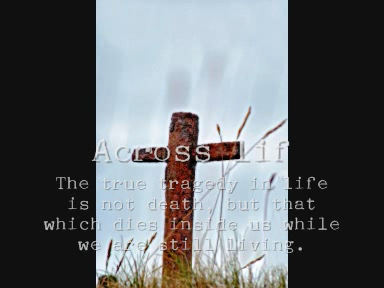 Across lif
The true tragedy in life
is not death, but that
which dies inside us while
we are still living.